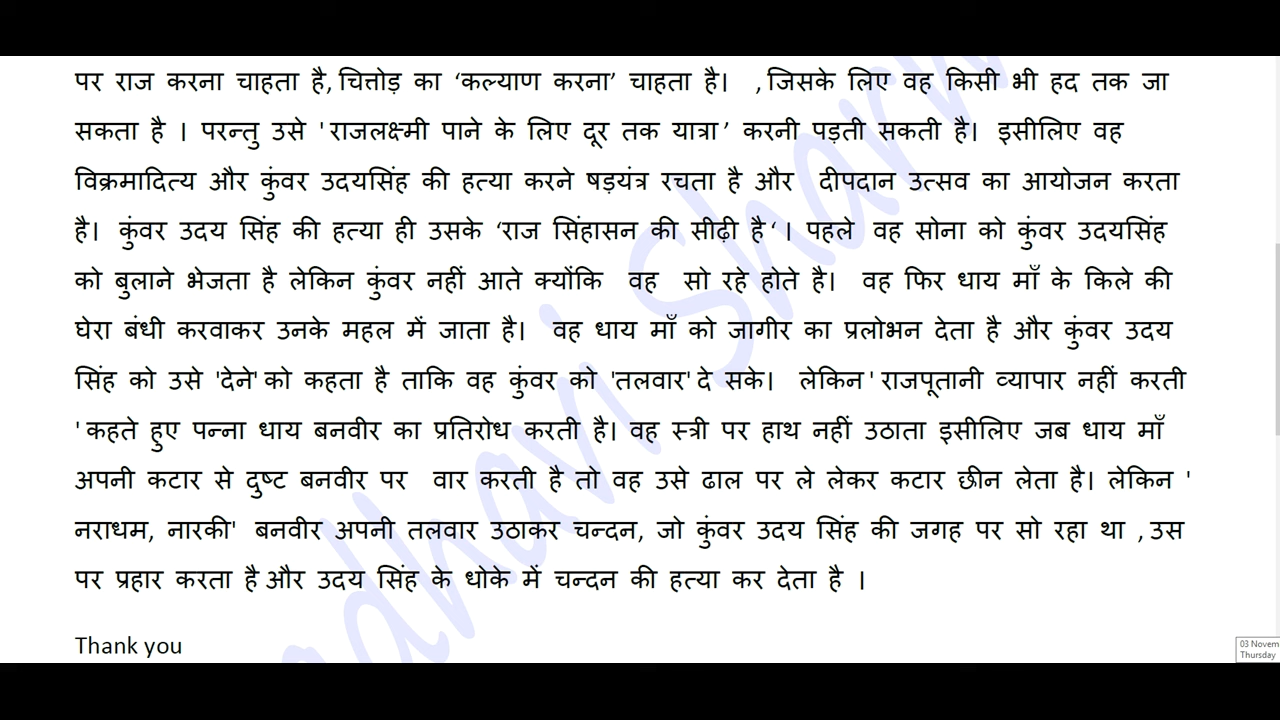 पर राज करना चाहता है, चित्तोड़ का ‘कल्याण करना’ चाहता है।   , जिसके लिए वह किसी भी हद तक जा
सकता है । परन्तु उसे ' राजलक्ष्मी पाने के लिए दूर तक यात्रा ’ करनी पड़ती सकती है।  इसीलिए वह
विक्रमादित्य और कुंवर उदयसिंह की हत्या करने षड़यंत्र रचता है और  दीपदान उत्सव का आयोजन करता
है।  कुंवर उदय सिंह की हत्या ही उसके ‘राज सिंहासन की सीढ़ी है ‘ । पहले वह सोना को कुंवर उदयसिंह
को बुलाने भेजता है लेकिन कुंवर नहीं आते क्योंकि  वह  सो रहे होते है।  वह फिर धाय माँ के किले की
घेरा बंधी करवाकर उनके महल में जाता है।  वह धाय माँ को जागीर का प्रलोभन देता है और कुंवर उदय
सिंह को उसे 'देने' को कहता है ताकि वह कुंवर को 'तलवार' दे सके।  लेकिन ' राजपूतानी व्यापार नहीं करती
' कहते हुए पन्ना धाय बनवीर का प्रतिरोध करती है। वह स्त्री पर हाथ नहीं उठाता इसीलिए जब धाय माँ
अपनी कटार से दुष्ट बनवीर पर  वार करती है तो वह उसे ढाल पर ले लेकर कटार छीन लेता है। लेकिन '
नराधम, नारकी'  बनवीर अपनी तलवार उठाकर चन्दन, जो कुंवर उदय सिंह की जगह पर सो रहा था , उस
पर प्रहार करता है और उदय सिंह के धोके में चन्दन की हत्या कर देता है ।
Thank you
03 Novem
Thursday